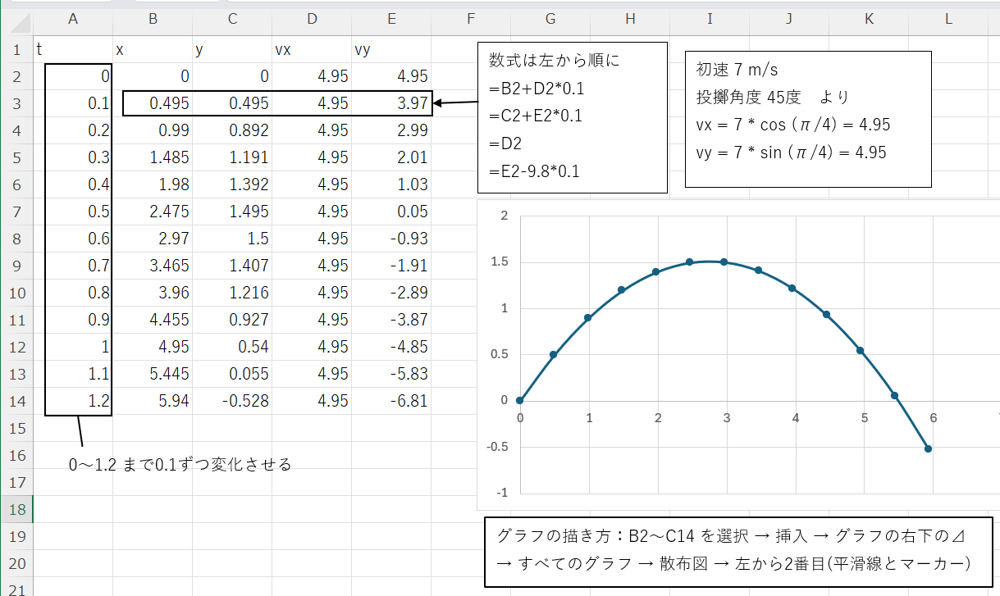 A B C D E F G H I J K L
1 t x y vx vy
2 0 0 0 4.95 4.95
3 0.1 0.495 0.495 4.95 3.97
4 0.2 0.99 0.892 4.95 2.99
5 0.3 1.485 1.191 4.95 2.01
6 0.4 1.98 1.392 4.95 1.03
7 0.5 2.475 1.495 4.95 0.05
8 0.6 2.97 1.5 4.95 -0.93
9 0.7 3.465 1.407 4.95 -1.91
10 0.8 3.96 1.216 4.95 -2.89
11 0.9 4.455 0.927 4.95 -3.87
12 1 4.95 0.54 4.95 -4.85
13 1.1 5.445 0.055 4.95 -5.83
14 1.2 5.94 -0.528 4.95 -6.81
15
16
17
18
19
20
21
0～1.2 まで0.1ずつ変化させる
数式は左から順に
=B2+D2*0.1
=C2+E2*0.1
=D2
=E2-9.8*0.1
初速 7 m/s
投擲角度 45度　より
vx = 7 * cos (π/4) = 4.95
vy = 7 * sin (π/4) = 4.95
2
1.5
1
0.5
0
-0.5
-1
0 1 2 3 4 5 6
グラフの描き方：B2～C14 を選択 → 挿入 → グラフの右下の⊿
→ すべてのグラフ → 散布図 → 左から2番目(平滑線とマーカー)